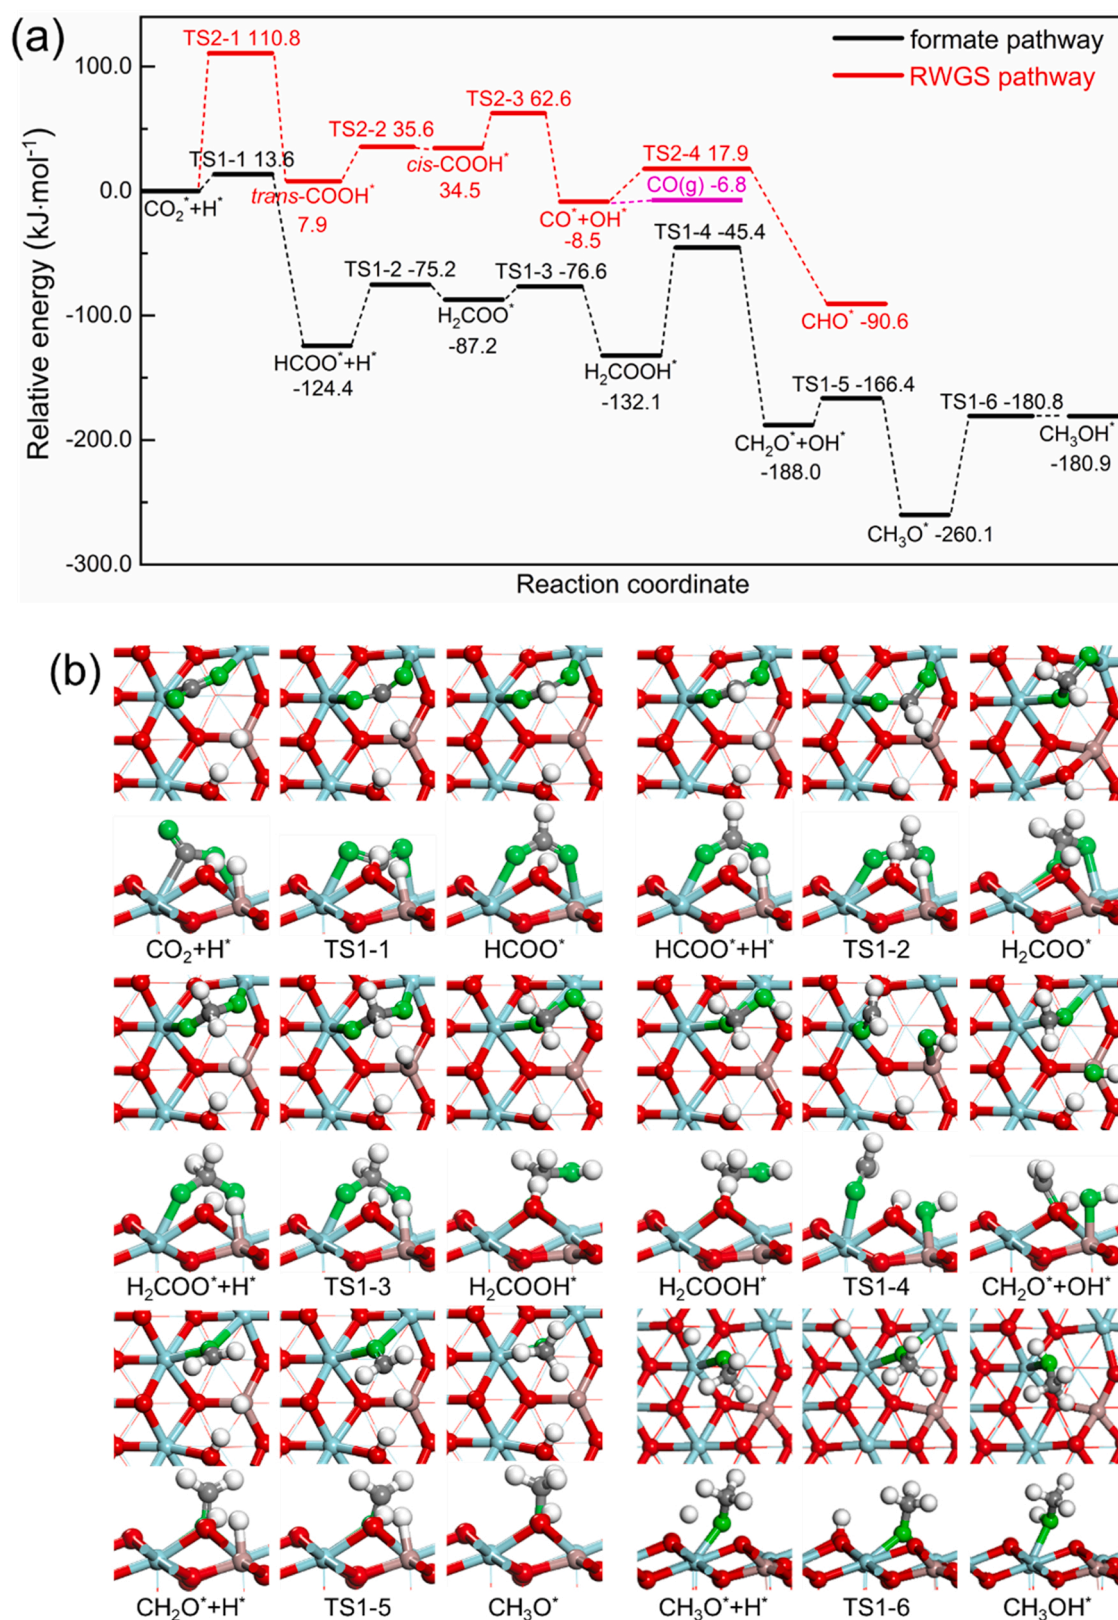 (a)
TS2-1 110.8
formate pathway
RWGS pathway
100.0
0.0
-100.0
-200.0
-300.0
Relative energy (kJ·mol⁻¹)
TS2-3 62.6
TS2-2 35.6
TS1-1 13.6
cis-COOH*
34.5
TS2-4 17.9
CO(g) -6.8
CO₂*+H*
trans-COOH*
7.9
CO*+OH*
-8.5
TS1-4 -45.4
TS1-2 -75.2
TS1-3 -76.6
H₂COO*
-87.2
CHO* -90.6
HCOO*+H*
-124.4
H₂COOH*
-132.1
TS1-5 -166.4
TS1-6 -180.8
CH₂O*+OH*
-188.0
CH₃OH*
-180.9
CH₃O* -260.1
Reaction coordinate
(b)
CO₂+H* TS1-1 HCOO* HCOO*+H* TS1-2 H₂COO*
H₂COO*+H* TS1-3 H₂COOH* H₂COOH* TS1-4 CH₂O*+OH*
CH₂O*+H* TS1-5 CH₃O* CH₃O*+H* TS1-6 CH₃OH*